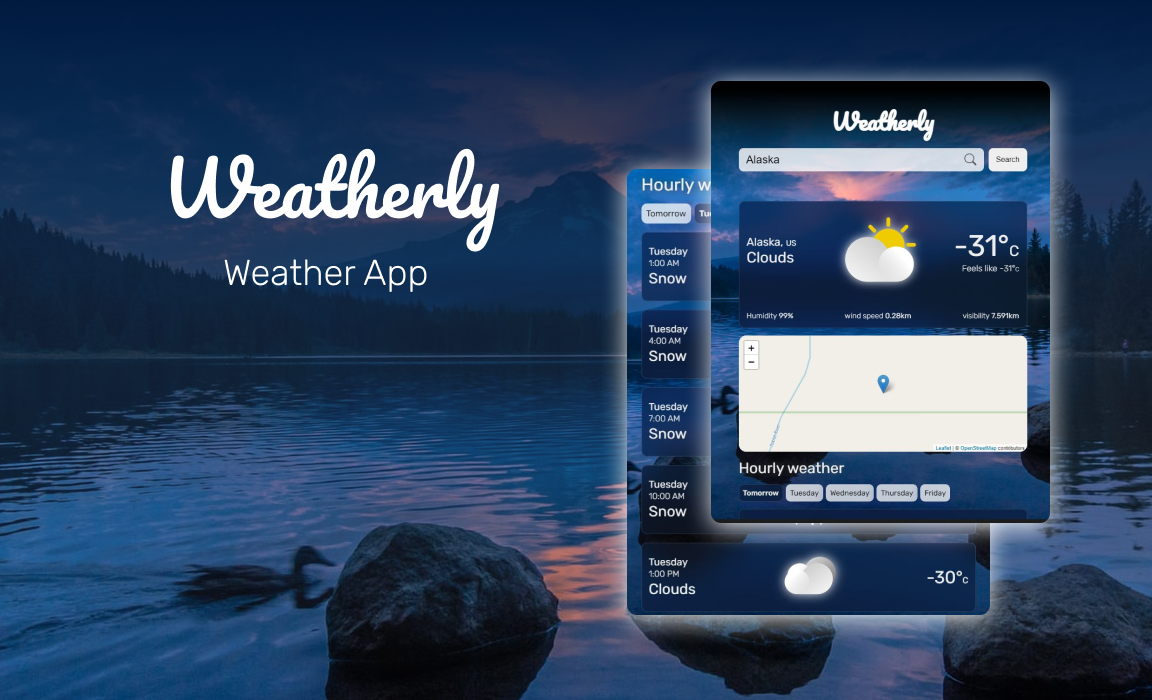 Weatherly
Weather App
Weatherly
Alaska
Search
Alaska, US
Clouds
-31°c
Feels like -31°c
Humidity 99%
wind speed 0.28km
visibility 7.591km
+
−
Leaflet | © OpenStreetMap contributors
Hourly weather
Tomorrow
Tuesday
Wednesday
Thursday
Friday
Hourly w
Tomorrow
Tu
Tuesday
1:00 AM
Snow
Tuesday
4:00 AM
Snow
Tuesday
7:00 AM
Snow
Tuesday
10:00 AM
Snow
Tuesday
1:00 PM
Clouds
-30°c